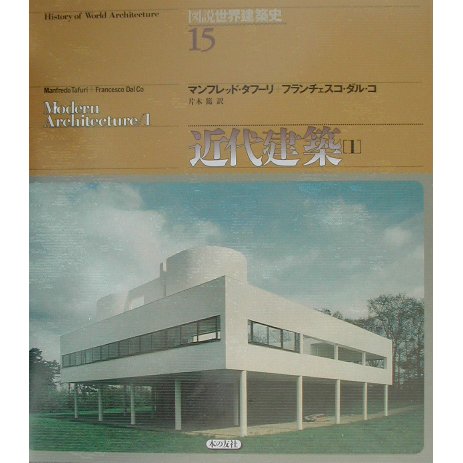 History of World Architecture
図説世界建築史
15
Manfredo Tafuri+Francesco Dal Co
マンフレッド・タフーリ+フランチェスコ・ダル・コ
片木 篤 訳
Modern
Architecture/1
近代建築[1]
本の友社